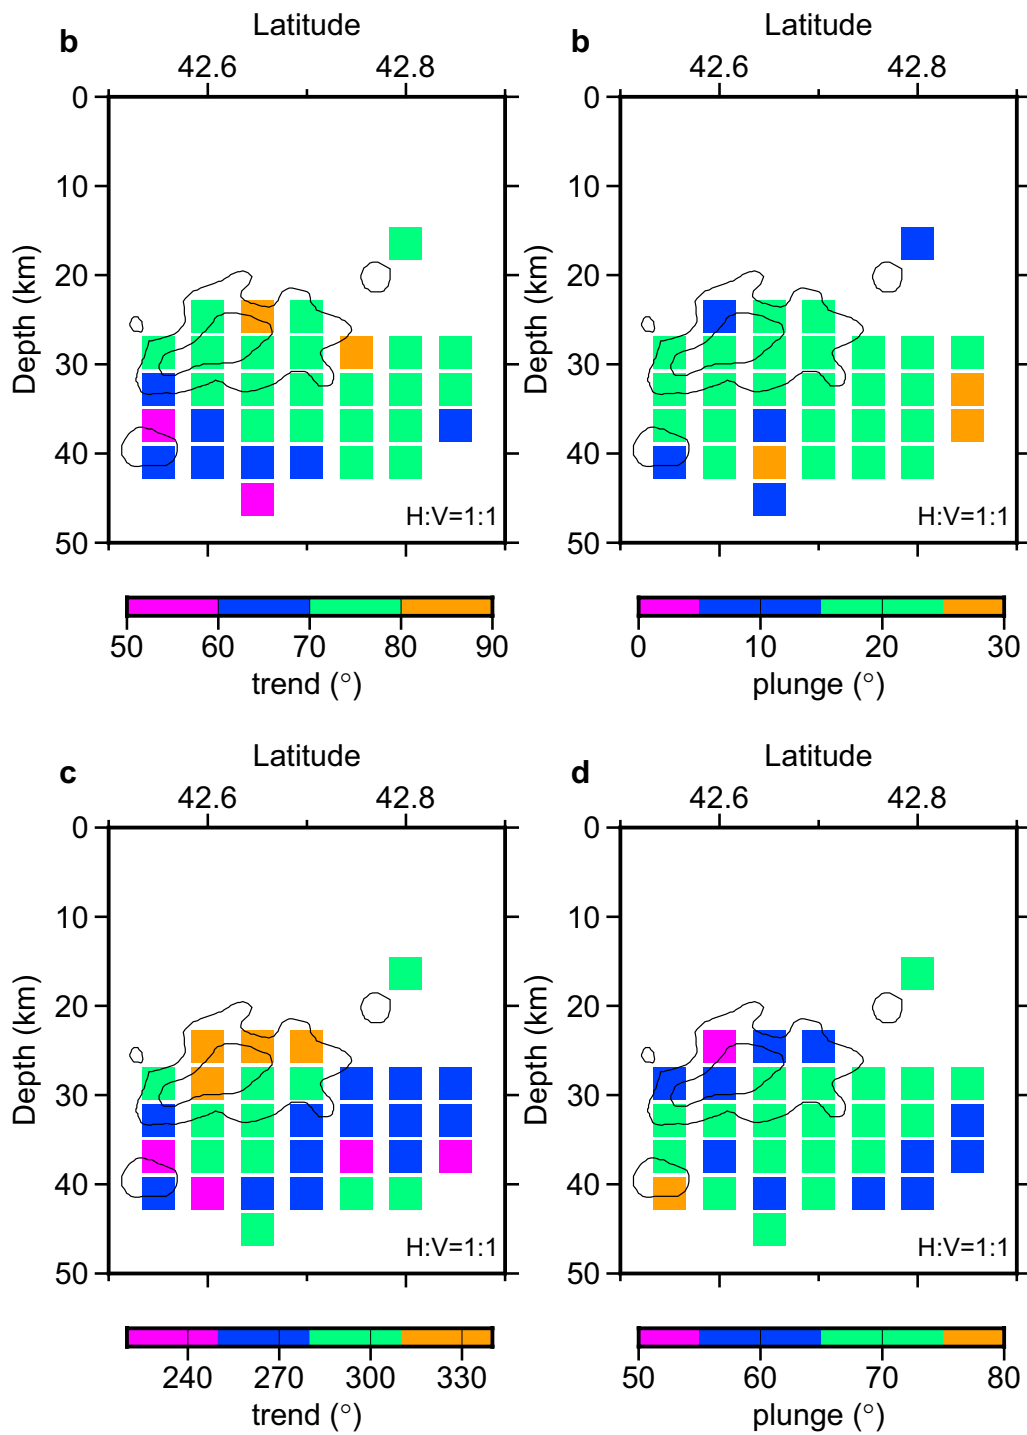 b Latitude
42.6 42.8
0
10
20
30
40
50
Depth (km)
H:V=1:1
50 60 70 80 90
trend (°)
b Latitude
42.6 42.8
0
10
20
30
40
50
Depth (km)
H:V=1:1
0 10 20 30
plunge (°)
c Latitude
42.6 42.8
0
10
20
30
40
50
Depth (km)
H:V=1:1
240 270 300 330
trend (°)
d Latitude
42.6 42.8
0
10
20
30
40
50
Depth (km)
H:V=1:1
50 60 70 80
plunge (°)